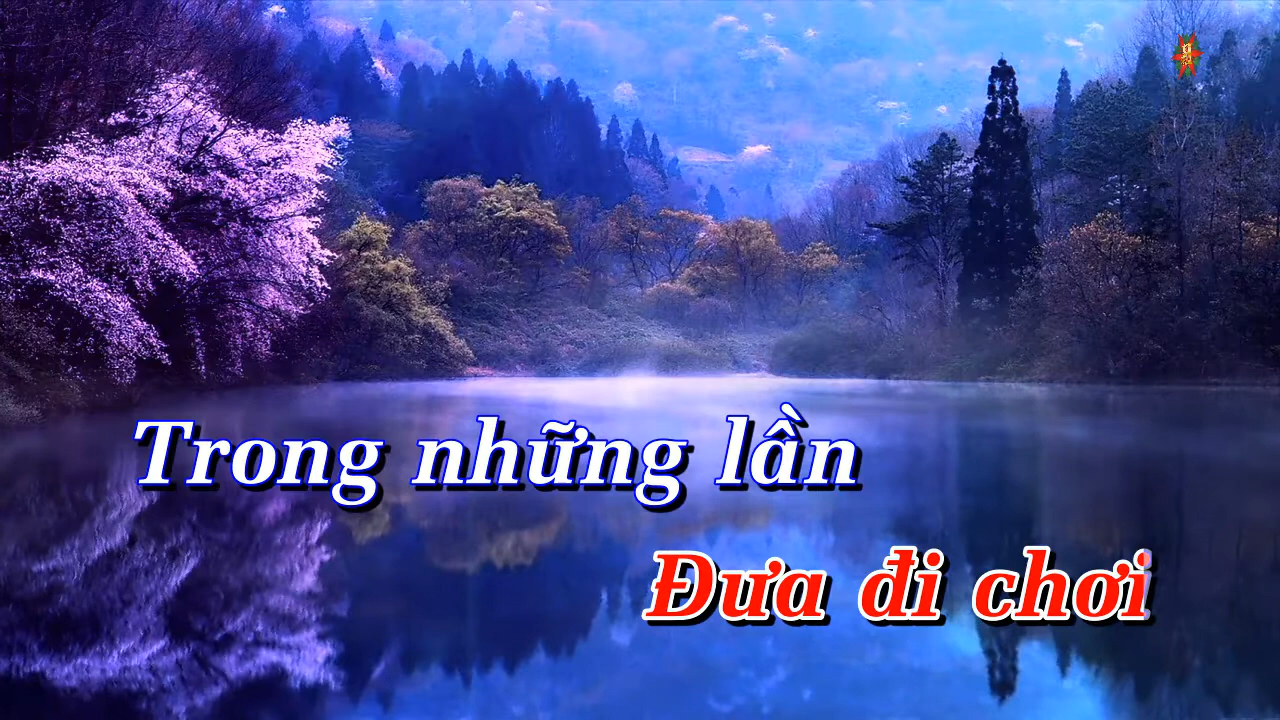 Trong những lần
Đưa đi chơi